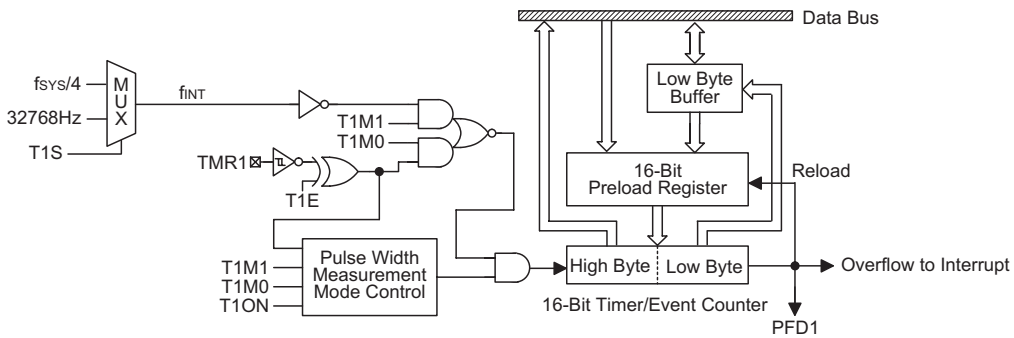 Data Bus
fSYS/4
32768Hz
M
U
X
T1S
fINT
T1M1
T1M0
TMR1
T1E
Low Byte
Buffer
16-Bit
Preload Register
Reload
T1M1
T1M0
T1ON
Pulse Width
Measurement
Mode Control
High Byte
Low Byte
Overflow to Interrupt
16-Bit Timer/Event Counter
PFD1